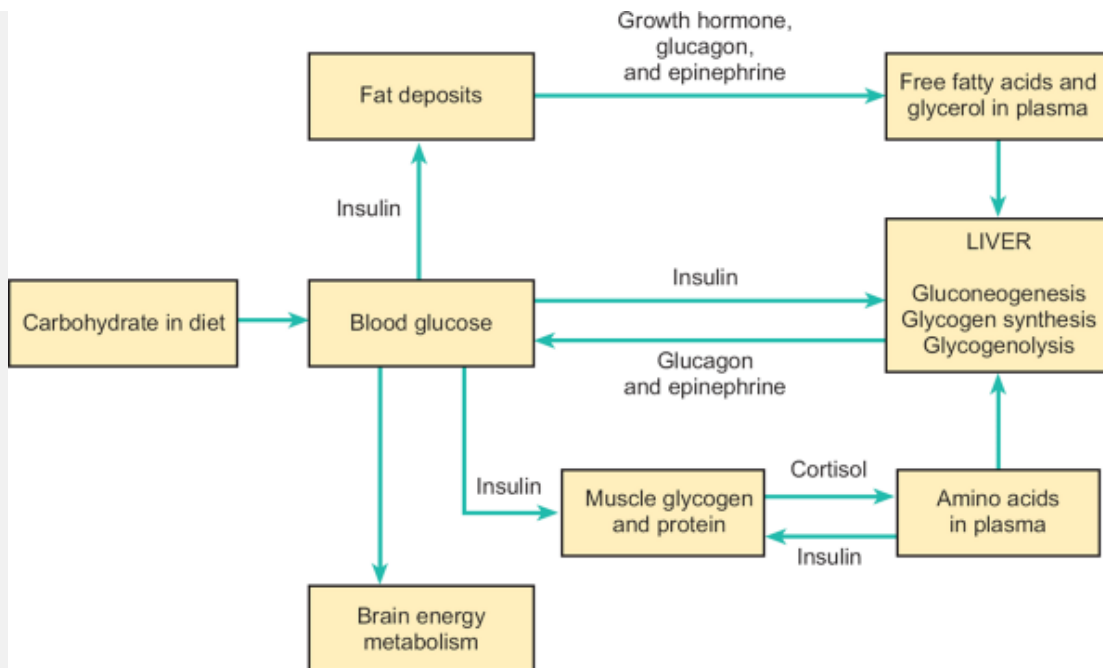 Growth hormone,
glucagon,
and epinephrine
Fat deposits
Free fatty acids and
glycerol in plasma
Insulin
LIVER
Gluconeogenesis
Glycogen synthesis
Glycogenolysis
Carbohydrate in diet
Blood glucose
Insulin
Glucagon
and epinephrine
Insulin
Muscle glycogen
and protein
Cortisol
Insulin
Amino acids
in plasma
Brain energy
metabolism